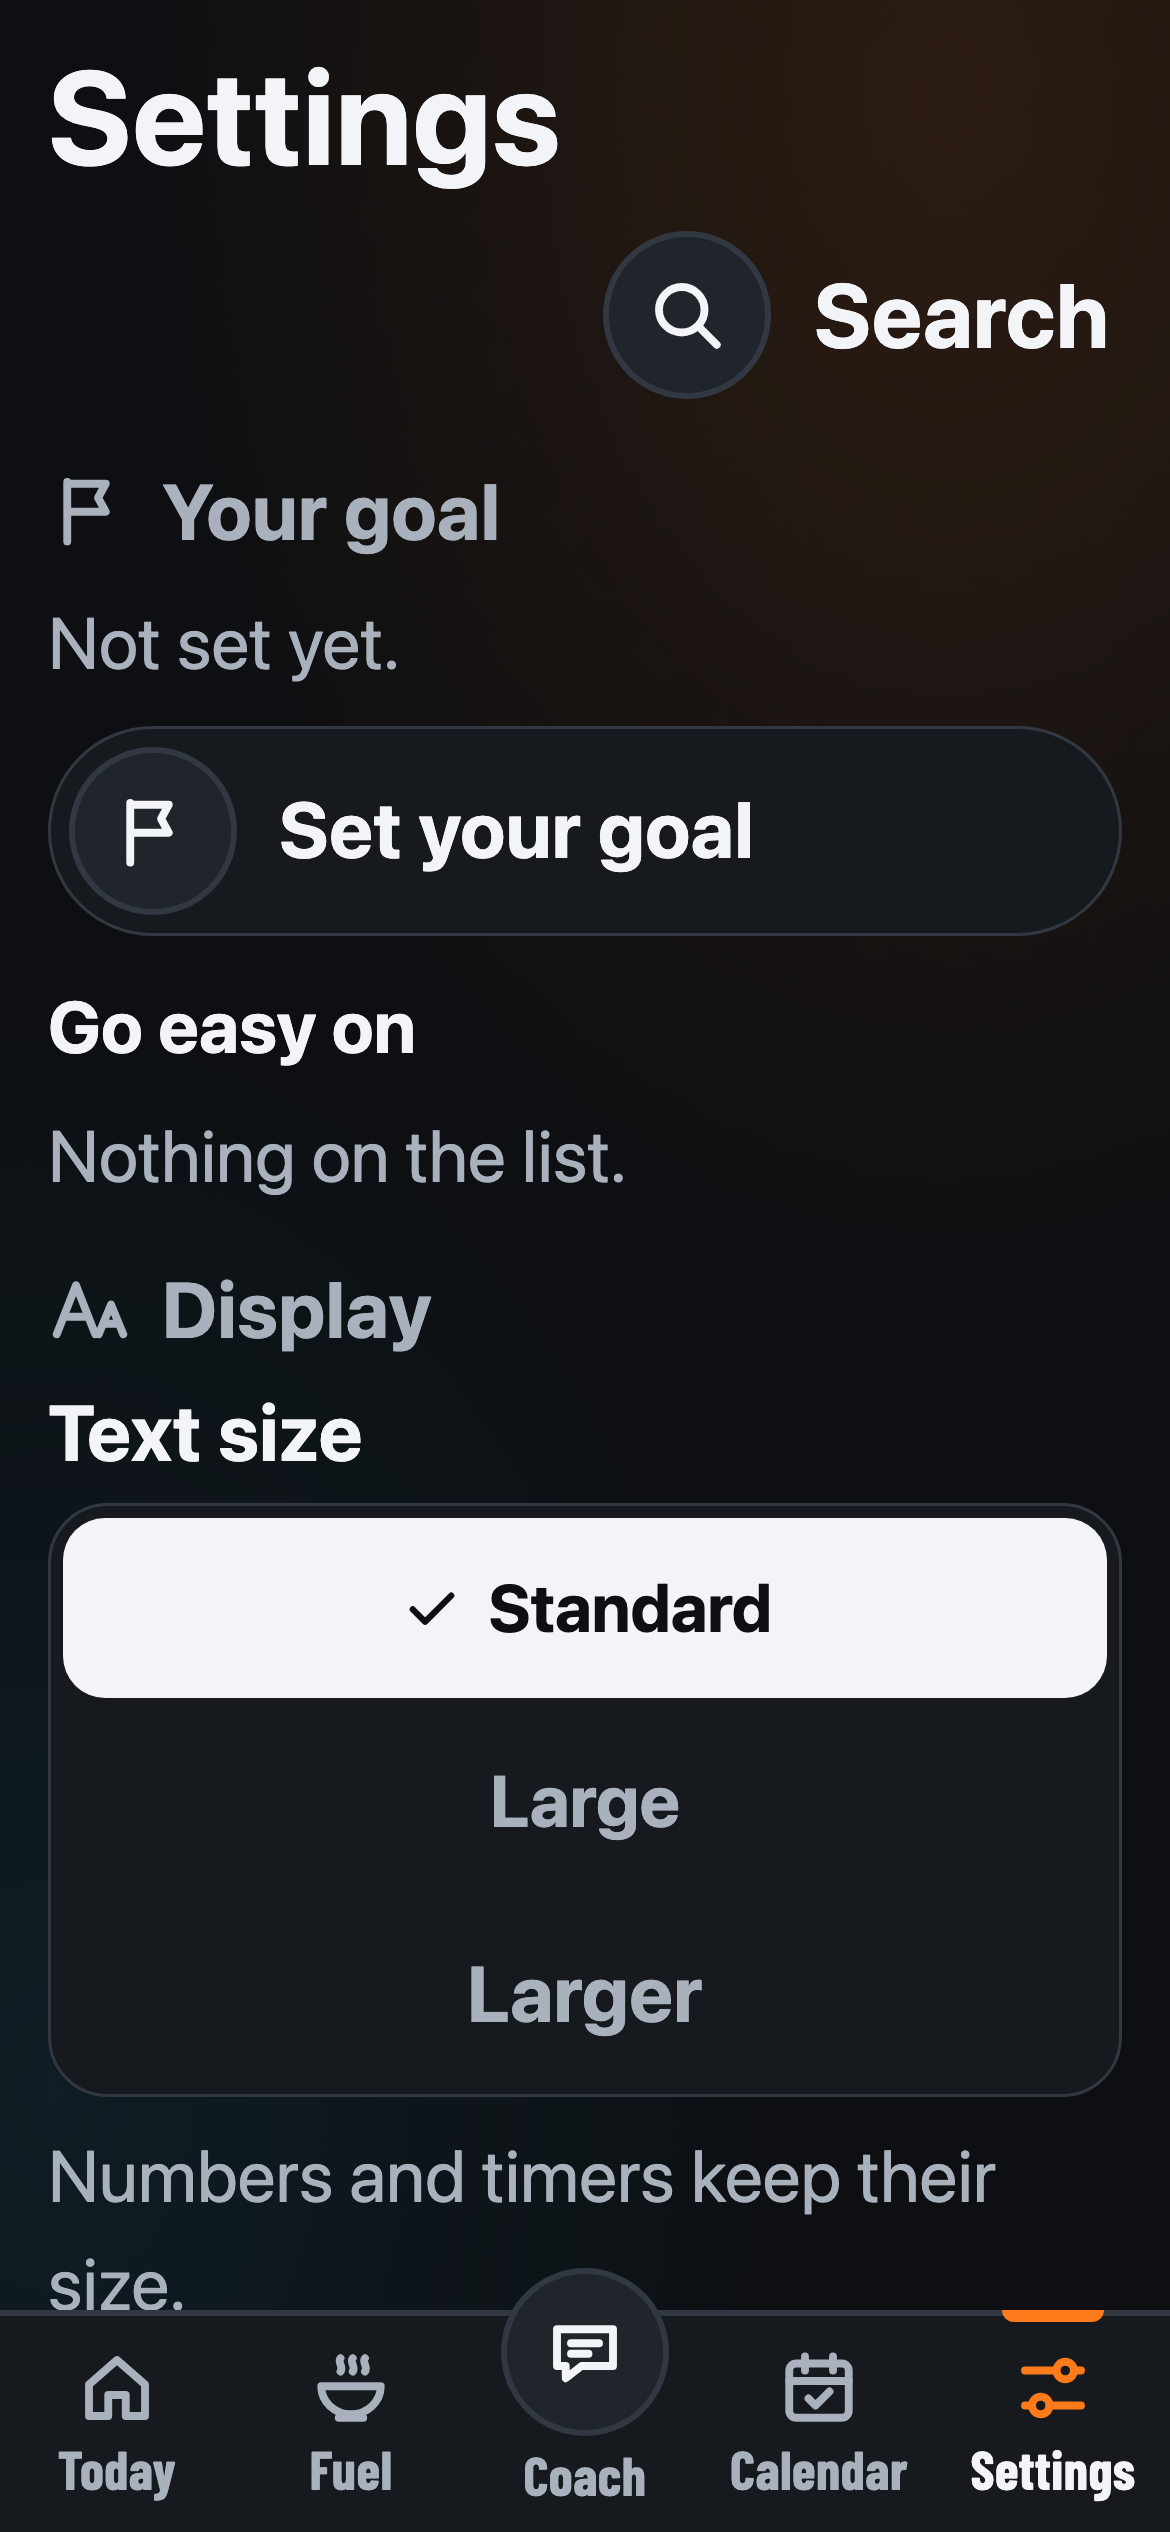 Settings
Search
Your goal
Not set yet.
Set your goal
Go easy on
Nothing on the list.
Display
Text size
Standard
Large
Larger
Numbers and timers keep their
size.
Today
Fuel
Coach
Calendar
Settings